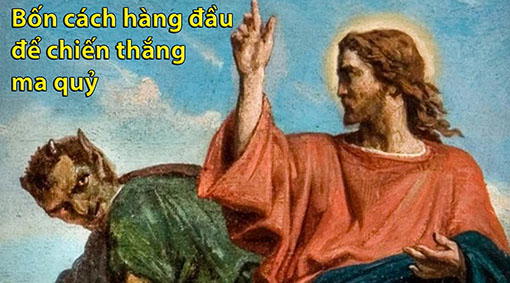 Bốn cách hàng đầu
để chiến thắng
ma quỷ